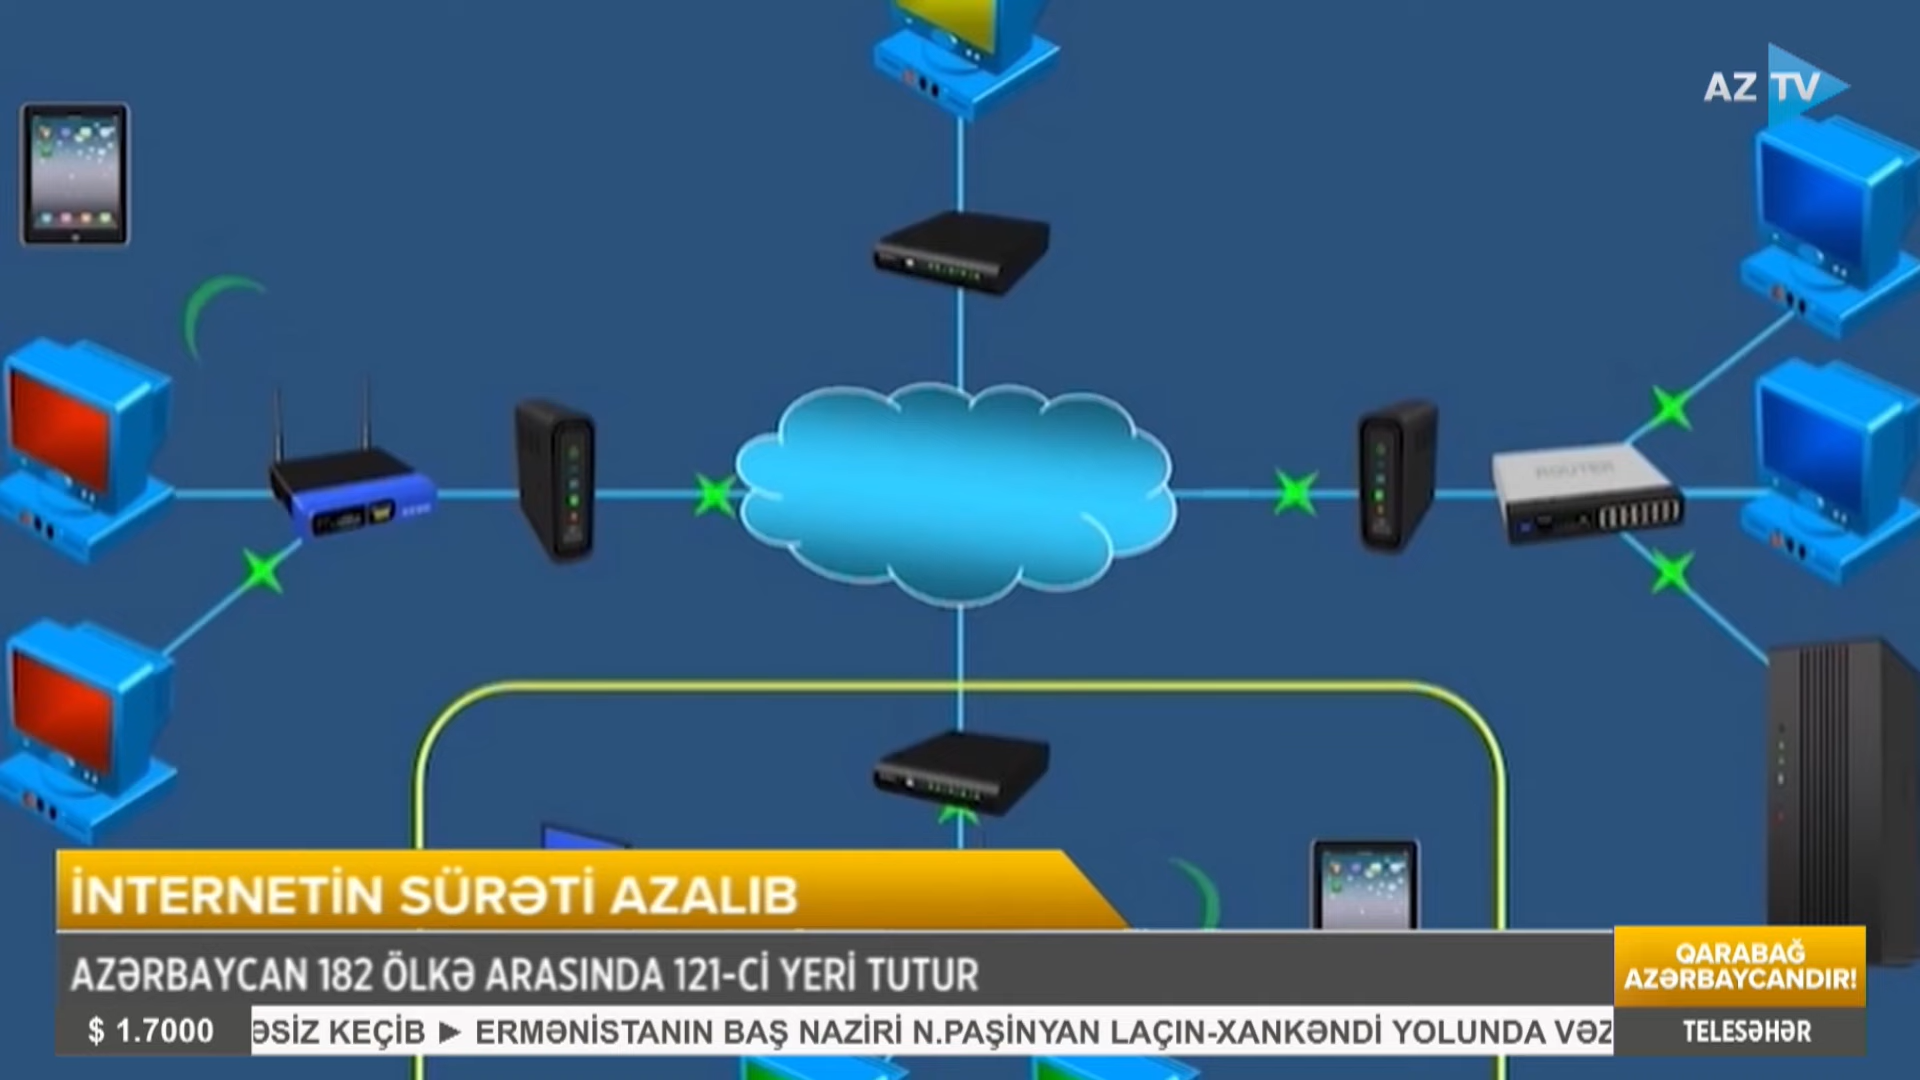 AZ TV
ROUTER
İNTERNETİN SÜRƏTİ AZALIB
AZƏRBAYCAN 182 ÖLKƏ ARASINDA 121-Cİ YERİ TUTUR
QARABAĞ
AZƏRBAYCANDIR!
$ 1.7000
ƏSİZ KEÇİB ► ERMƏNİSTANIN BAŞ NAZİRİ N.PAŞİNYAN LAÇIN-XANKƏNDİ YOLUNDA VƏZ
TELESƏHƏR